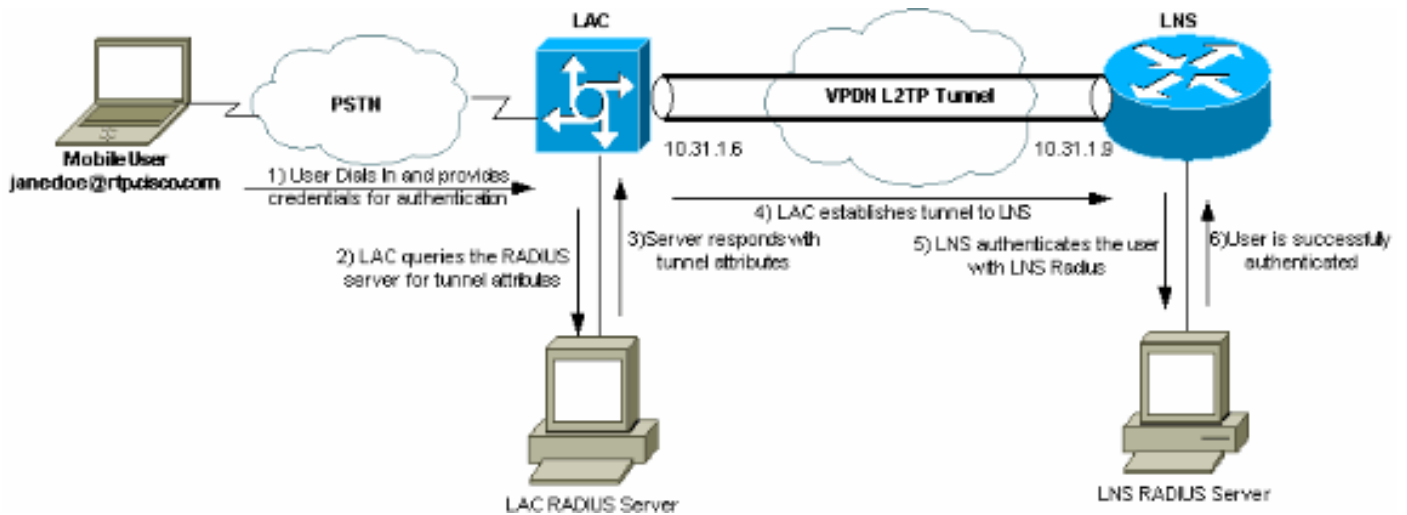 LAC
LNS
PSTN
VPDN L2TP Tunnel
10.31.1.6
10.31.1.9
Mobile User
janedoe@rtp.cisco.com
1) User Dials In and provides
credentials for authentication
2) LAC queries the RADIUS
server for tunnel attributes
3)Server responds with
tunnel attributes
4) LAC establishes tunnel to LNS
5) LNS authenticates the user
with LNS Radius
6)User is successfully
authenticated
LAC RADIUS Server
LNS RADIUS Server